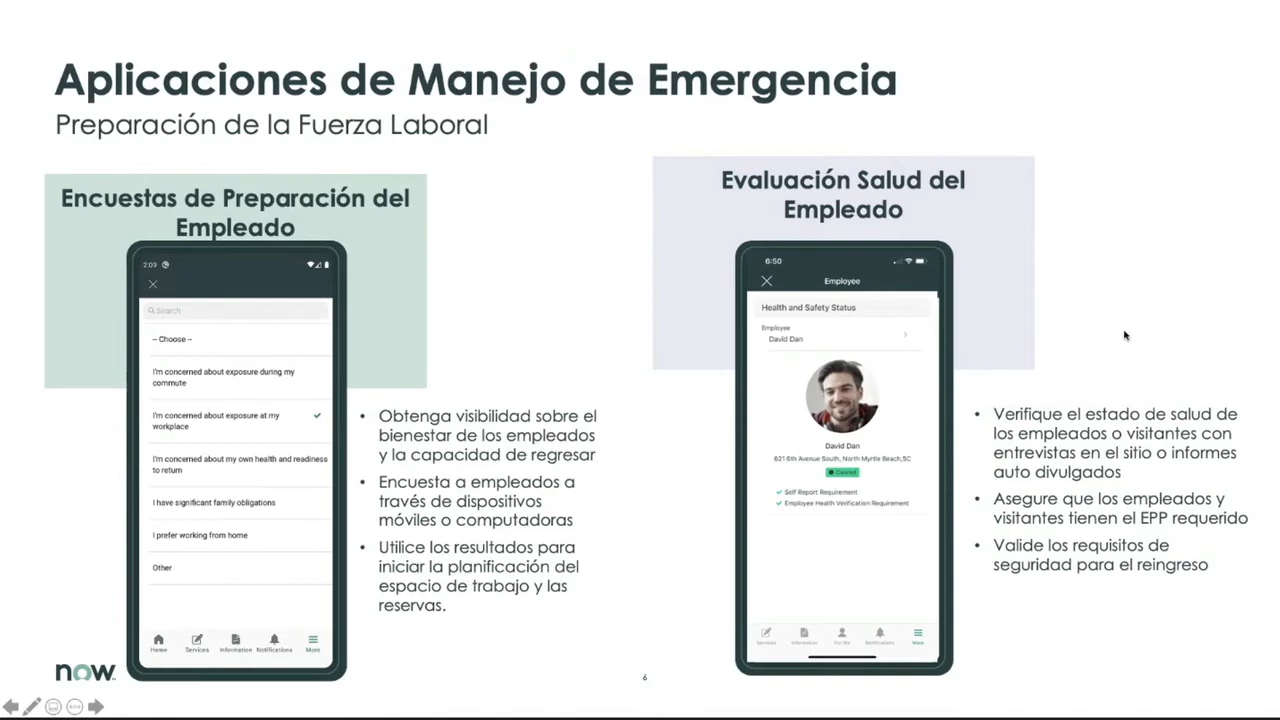 Aplicaciones de Manejo de Emergencia
Preparación de la Fuerza Laboral
Encuestas de Preparación del
Empleado
2:09
Search
-- Choose --
I'm concerned about exposure during my
commute
I'm concerned about exposure at my
workplace
I'm concerned about my own health and readiness
to return
I have significant family obligations
I prefer working from home
Other
Home Services Information Notifications More
• Obtenga visibilidad sobre el
bienestar de los empleados
y la capacidad de regresar
• Encuesta a empleados a
través de dispositivos
móviles o computadoras
• Utilice los resultados para
iniciar la planificación del
espacio de trabajo y las
reservas.
Evaluación Salud del
Empleado
6:50
Employee
Health and Safety Status
Employee
David Dan
David Dan
621 6th Avenue South, North Myrtle Beach,SC
Cleared
Self Report Requirement
Employee Health Verification Requirement
Services Information For Me Notifications More
• Verifique el estado de salud de
los empleados o visitantes con
entrevistas en el sitio o informes
auto divulgados
• Asegure que los empleados y
visitantes tienen el EPP requerido
• Valide los requisitos de
seguridad para el reingreso
now
6